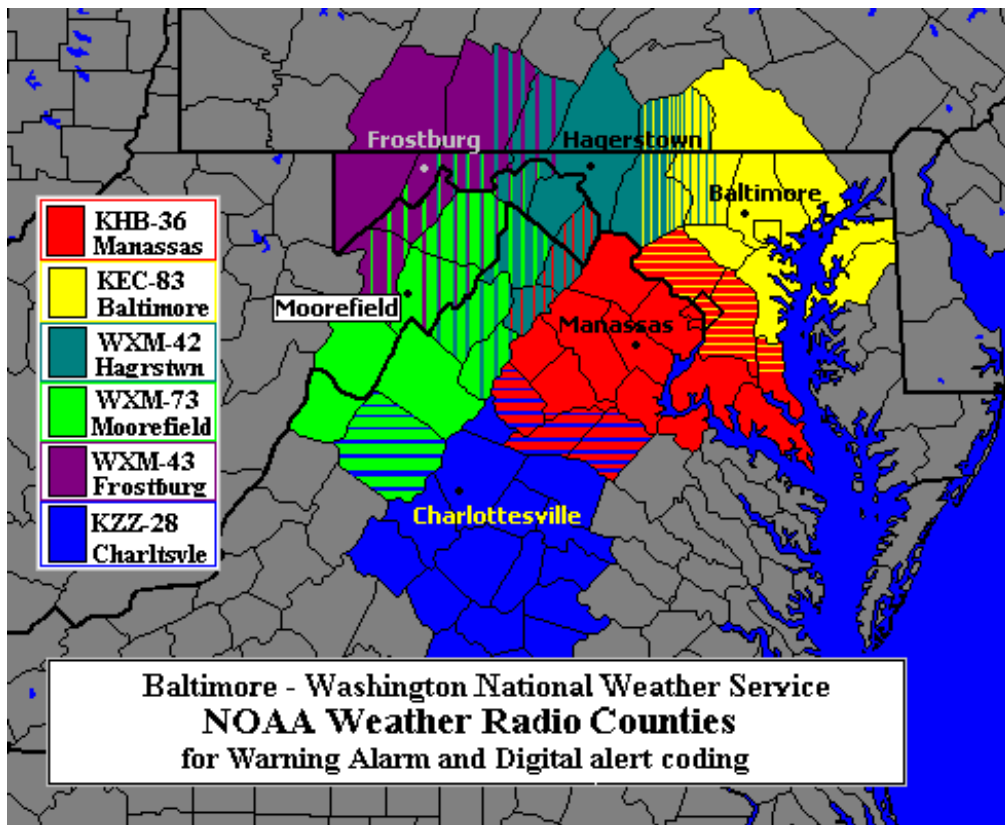 Frostburg
Hagerstown
Baltimore
KHB-36
Manassas
KEC-83
Baltimore
WXM-42
Hagrstwn
WXM-73
Moorefield
WXM-43
Frostburg
KZZ-28
Charltsvle
Moorefield
Manassas
Charlottesville
Baltimore - Washington National Weather Service
NOAA Weather Radio Counties
for Warning Alarm and Digital alert coding